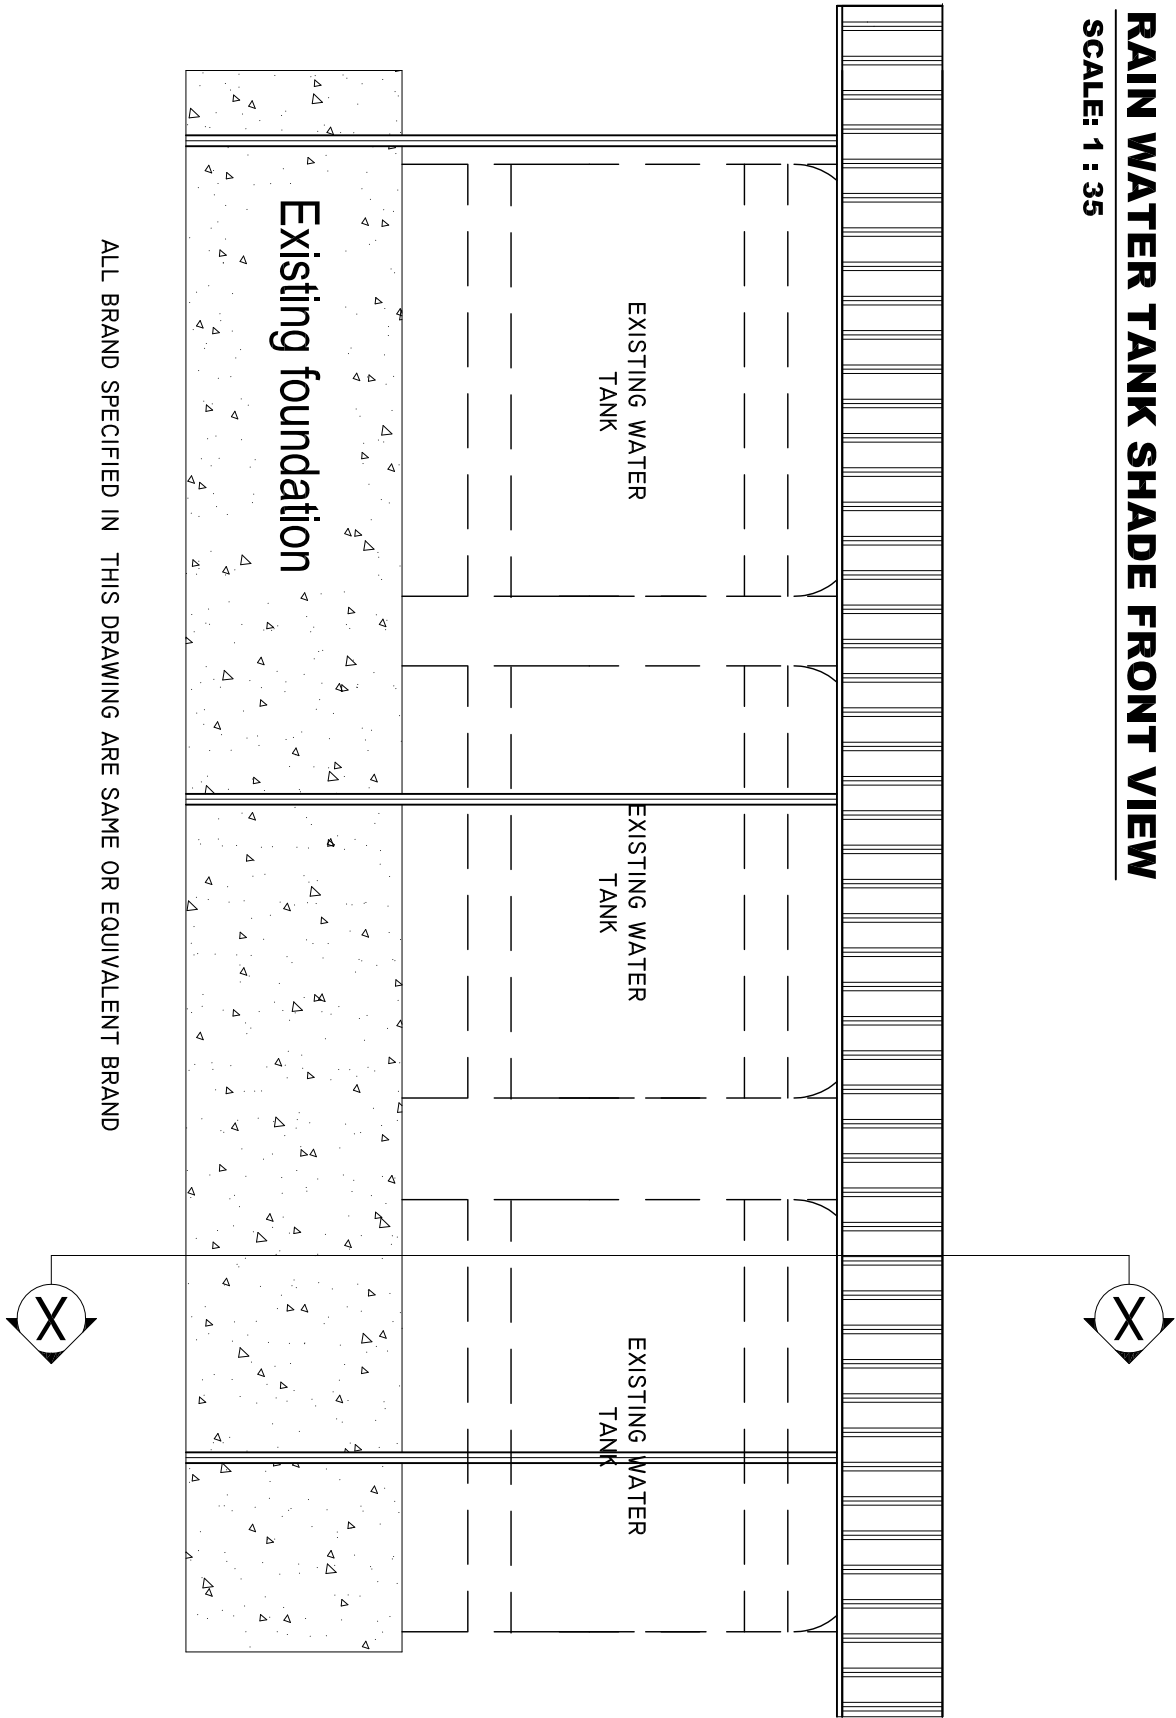 RAIN WATER TANK SHADE FRONT VIEW
SCALE: 1 : 35
EXISTING WATER
TANK
EXISTING WATER
TANK
EXISTING WATER
TANK
Existing foundation
X
X
ALL BRAND SPECIFIED IN THIS DRAWING ARE SAME OR EQUIVALENT BRAND